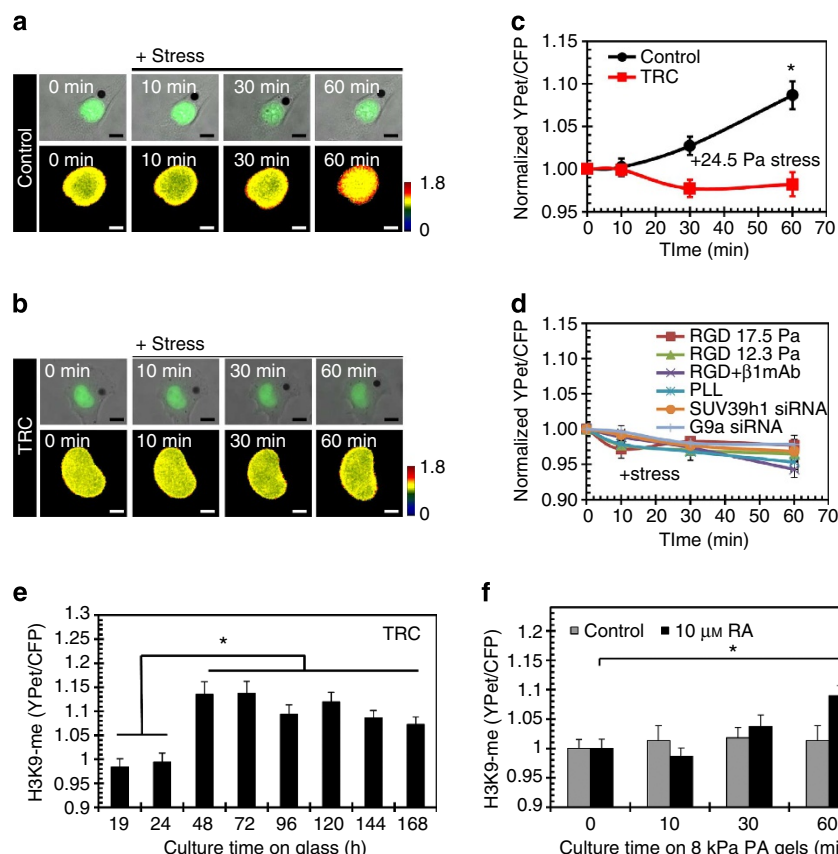 a
+ Stress
Control
0 min
10 min
30 min
60 min
0 min
10 min
30 min
60 min
1.8
0
b
+ Stress
TRC
0 min
10 min
30 min
60 min
0 min
10 min
30 min
60 min
1.8
0
c
Normalized YPet/CFP
1.15
1.10
1.05
1.00
0.95
Control
TRC
*
+24.5 Pa stress
0 10 20 30 40 50 60 70
TIme (min)
d
Normalized YPet/CFP
1.15
1.10
1.05
1.00
0.95
0.90
RGD 17.5 Pa
RGD 12.3 Pa
RGD+β1mAb
PLL
SUV39h1 siRNA
G9a siRNA
+stress
0 10 20 30 40 50 60 70
TIme (min)
e
H3K9-me (YPet/CFP)
1.3
1.25
1.2
1.15
1.1
1.05
1
0.95
0.9
TRC
*
19 24 48 72 96 120 144 168
Culture time on glass (h)
f
H3K9-me (YPet/CFP)
1.2
1.15
1.1
1.05
1
0.95
0.9
Control 10 μM RA
*
0 10 30 60
Culture time on 8 kPa PA gels (mi